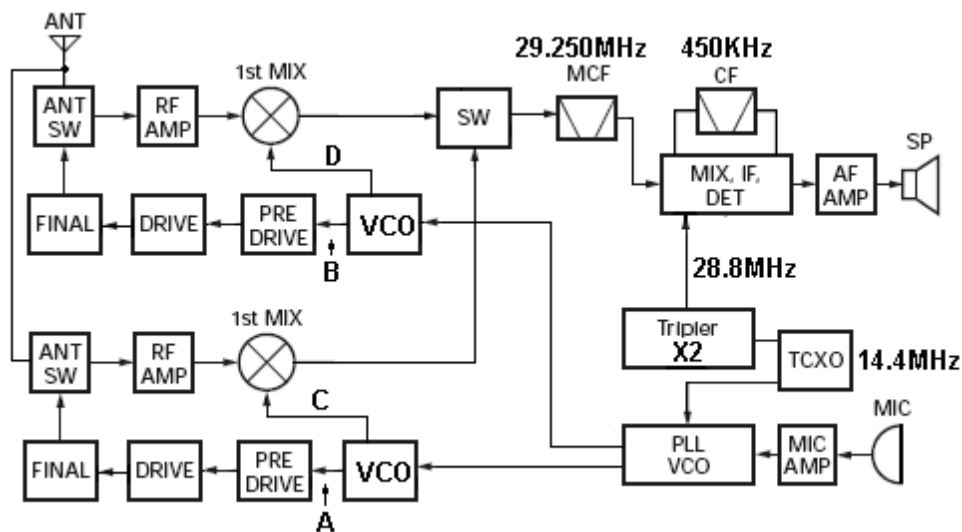 ANT
29.250MHz
MCF
450KHz
CF
1st MIX
ANT
SW
RF
AMP
SW
SP
D
MIX, IF,
DET
AF
AMP
FINAL
DRIVE
PRE
DRIVE
VCO
B
28.8MHz
1st MIX
ANT
SW
RF
AMP
Tripler
X2
TCXO
14.4MHz
C
MIC
FINAL
DRIVE
PRE
DRIVE
VCO
PLL
VCO
MIC
AMP
A